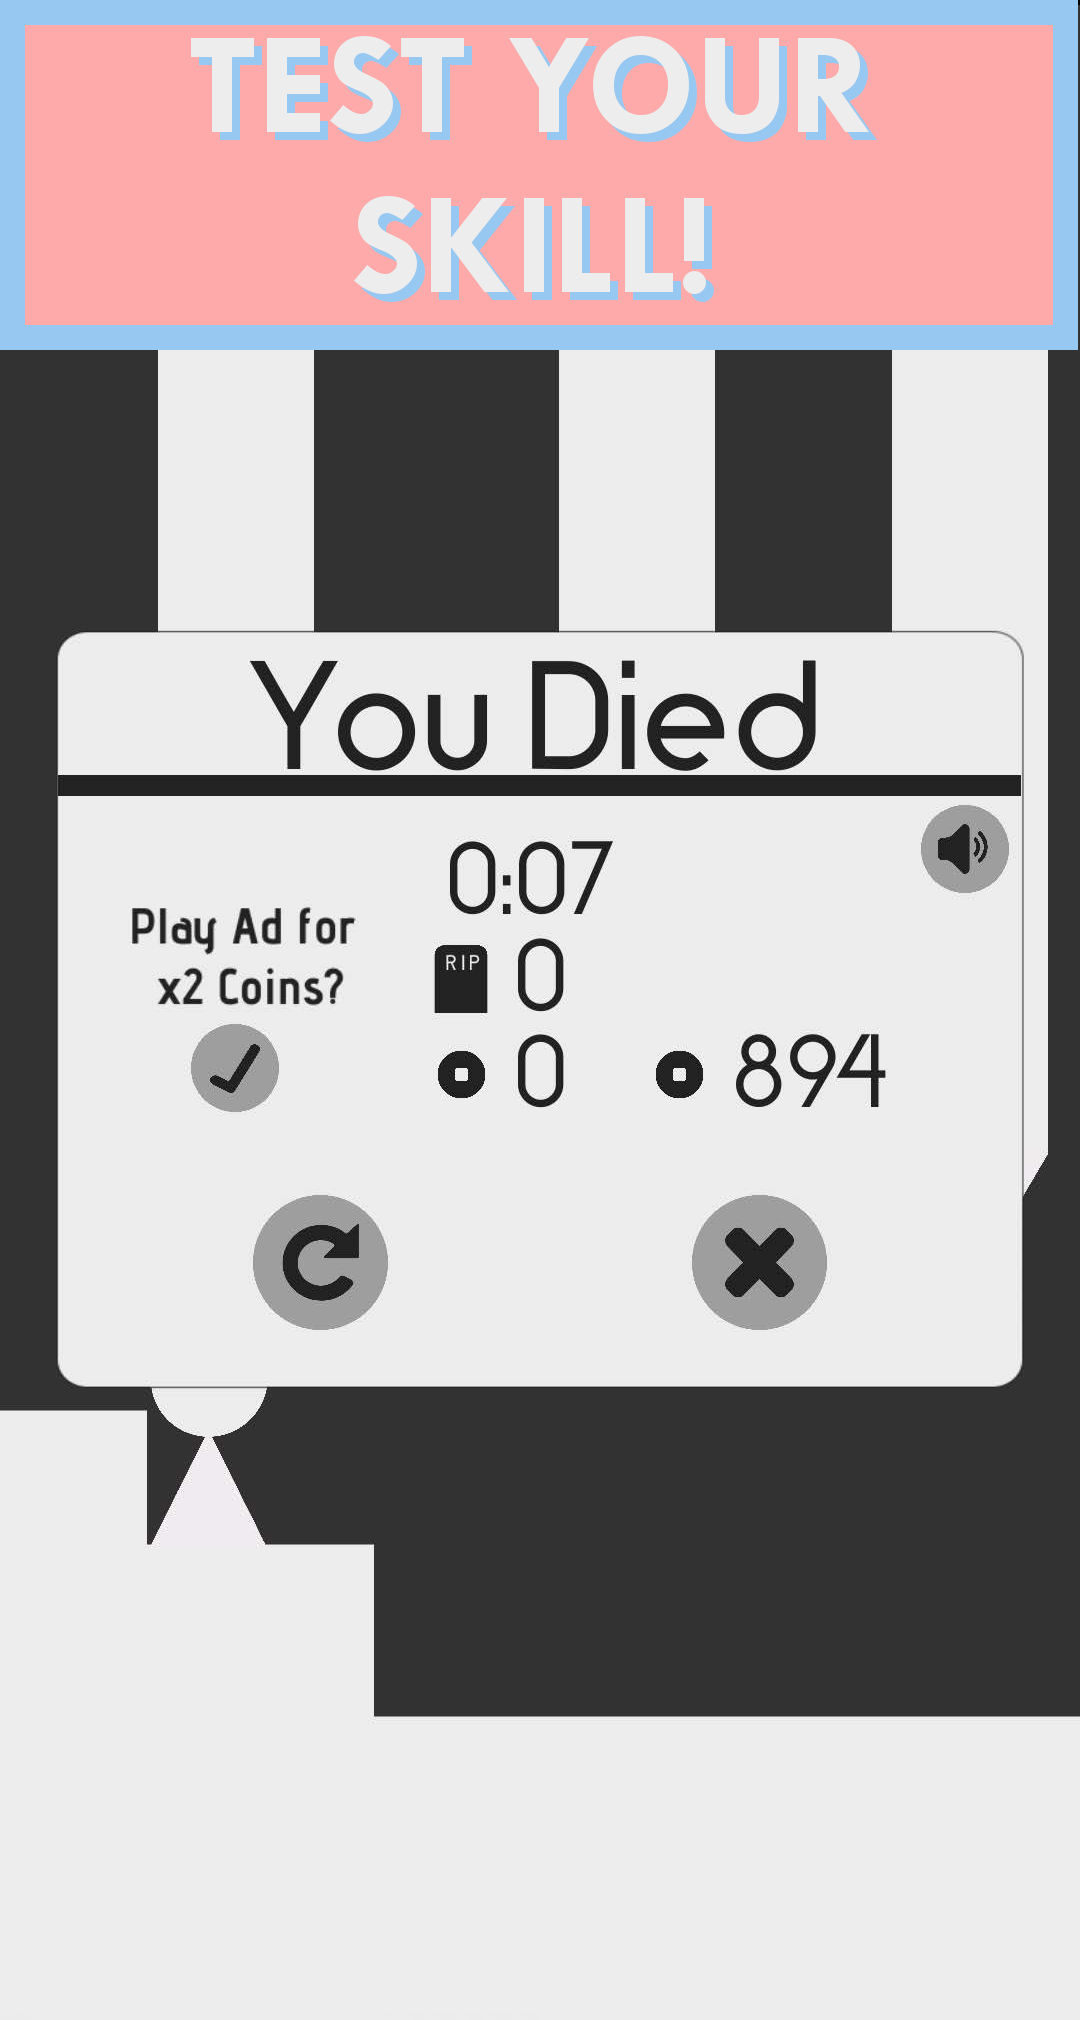 TEST YOUR
SKILL!
You Died
0:07
Play Ad for
x2 Coins?
RIP 0
0 894